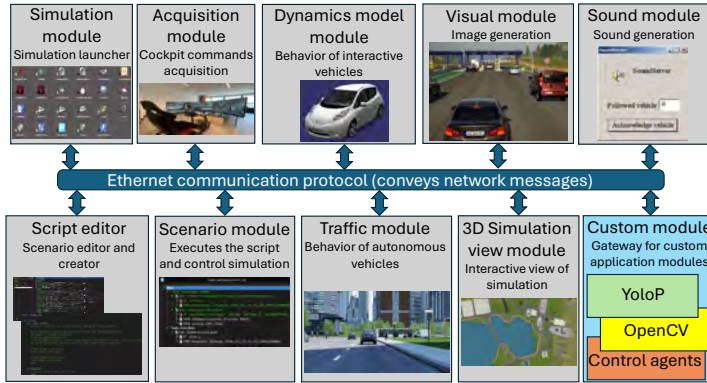 Simulation
module
Simulation launcher
Acquisition
module
Cockpit commands
acquisition
Dynamics model
module
Behavior of interactive
vehicles
Visual module
Image generation
Sound module
Sound generation
SoundServer
Followed vehicle
Acknowledge vehicle
Ethernet communication protocol (conveys network messages)
Script editor
Scenario editor and
creator
Scenario module
Executes the script
and control simulation
Traffic module
Behavior of autonomous
vehicles
3D Simulation
view module
Interactive view of
simulation
Custom module
Gateway for custom
application modules
YoloP
OpenCV
Control agents